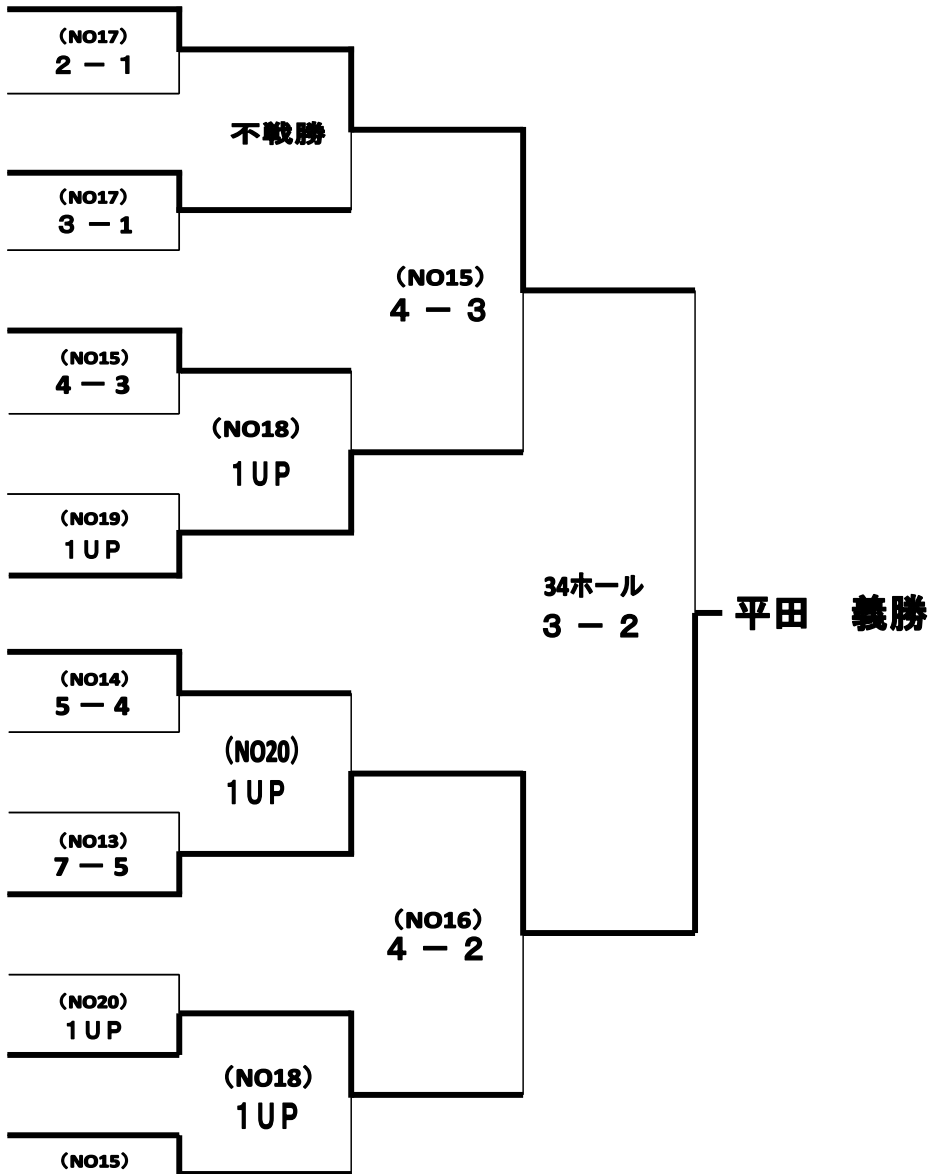 (NO17)
2 － 1
不戦勝
(NO17)
3 － 1
(NO15)
4 － 3
(NO15)
4 － 3
(NO18)
1UP
(NO19)
1UP
34ホール
3 － 2
平田　義勝
(NO14)
5 － 4
(NO20)
1UP
(NO13)
7 － 5
(NO16)
4 － 2
(NO20)
1UP
(NO18)
1UP
(NO15)